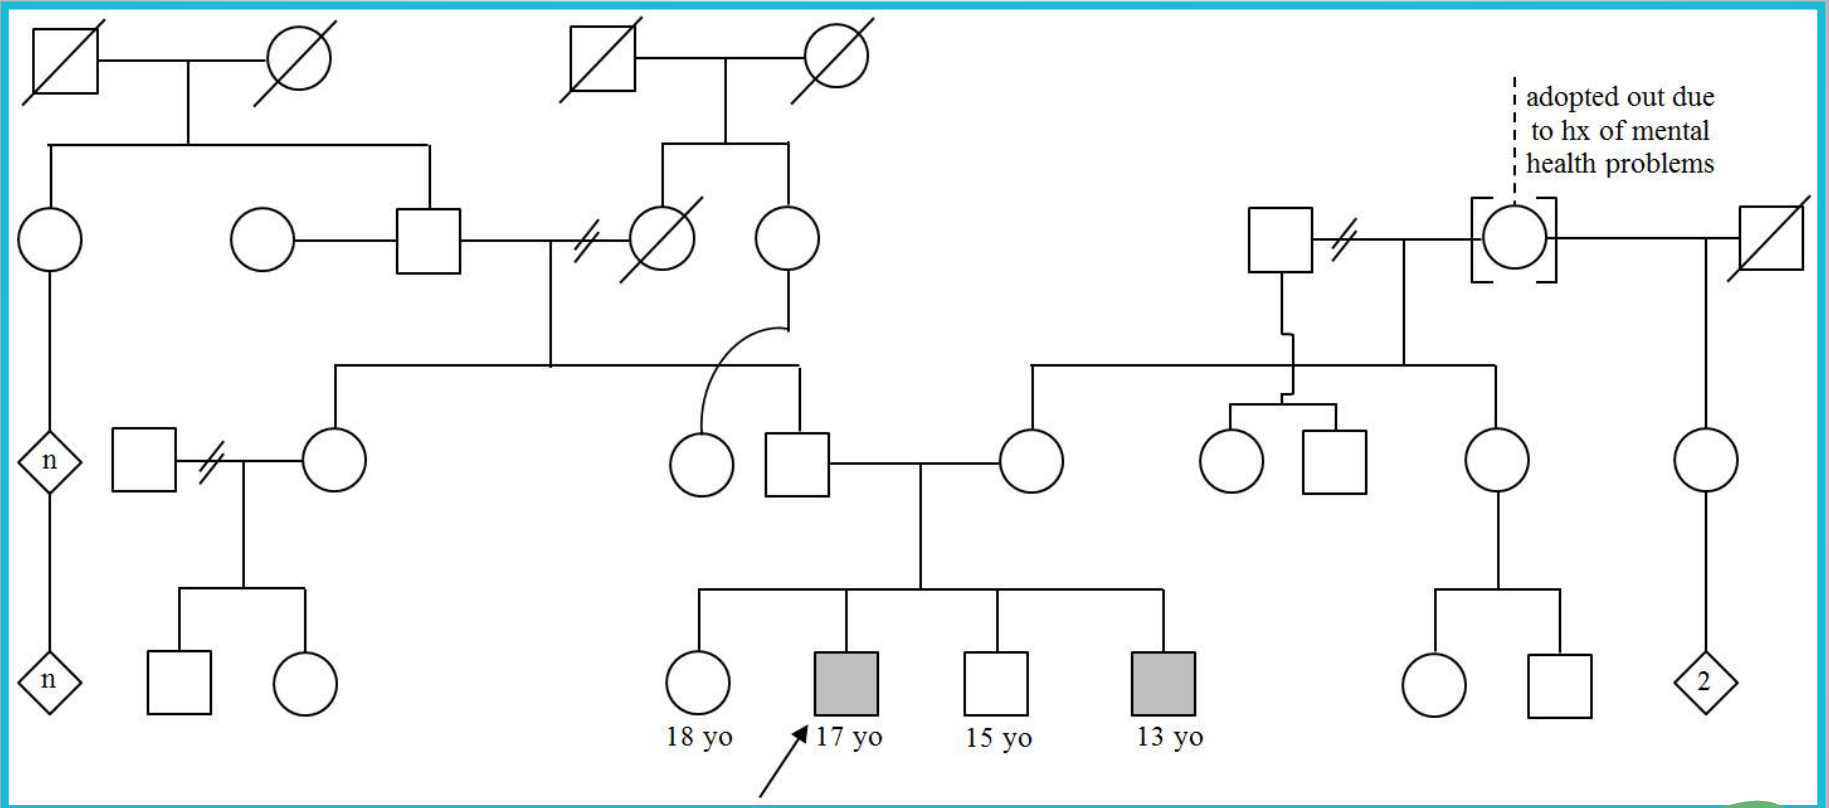 adopted out due
to hx of mental
health problems
n
n
2
18 yo
17 yo
15 yo
13 yo